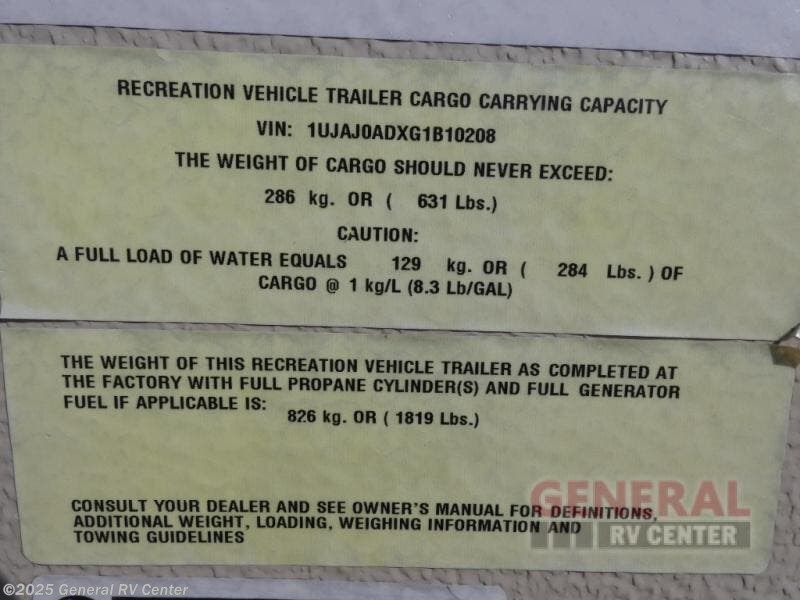 RECREATION VEHICLE TRAILER CARGO CARRYING CAPACITY
VIN: 1UJAJ0ADXG1B10208
THE WEIGHT OF CARGO SHOULD NEVER EXCEED:
286 kg. OR ( 631 Lbs.)
CAUTION:
A FULL LOAD OF WATER EQUALS 129 kg. OR ( 284 Lbs. ) OF
CARGO @ 1 kg/L (8.3 Lb/GAL)
THE WEIGHT OF THIS RECREATION VEHICLE TRAILER AS COMPLETED AT
THE FACTORY WITH FULL PROPANE CYLINDER(S) AND FULL GENERATOR
FUEL IF APPLICABLE IS:
826 kg. OR ( 1819 Lbs.)
CONSULT YOUR DEALER AND SEE OWNER'S MANUAL FOR DEFINITIONS,
ADDITIONAL WEIGHT, LOADING, WEIGHING INFORMATION AND
TOWING GUIDELINES
GENERAL
RV CENTER
©2025 General RV Center